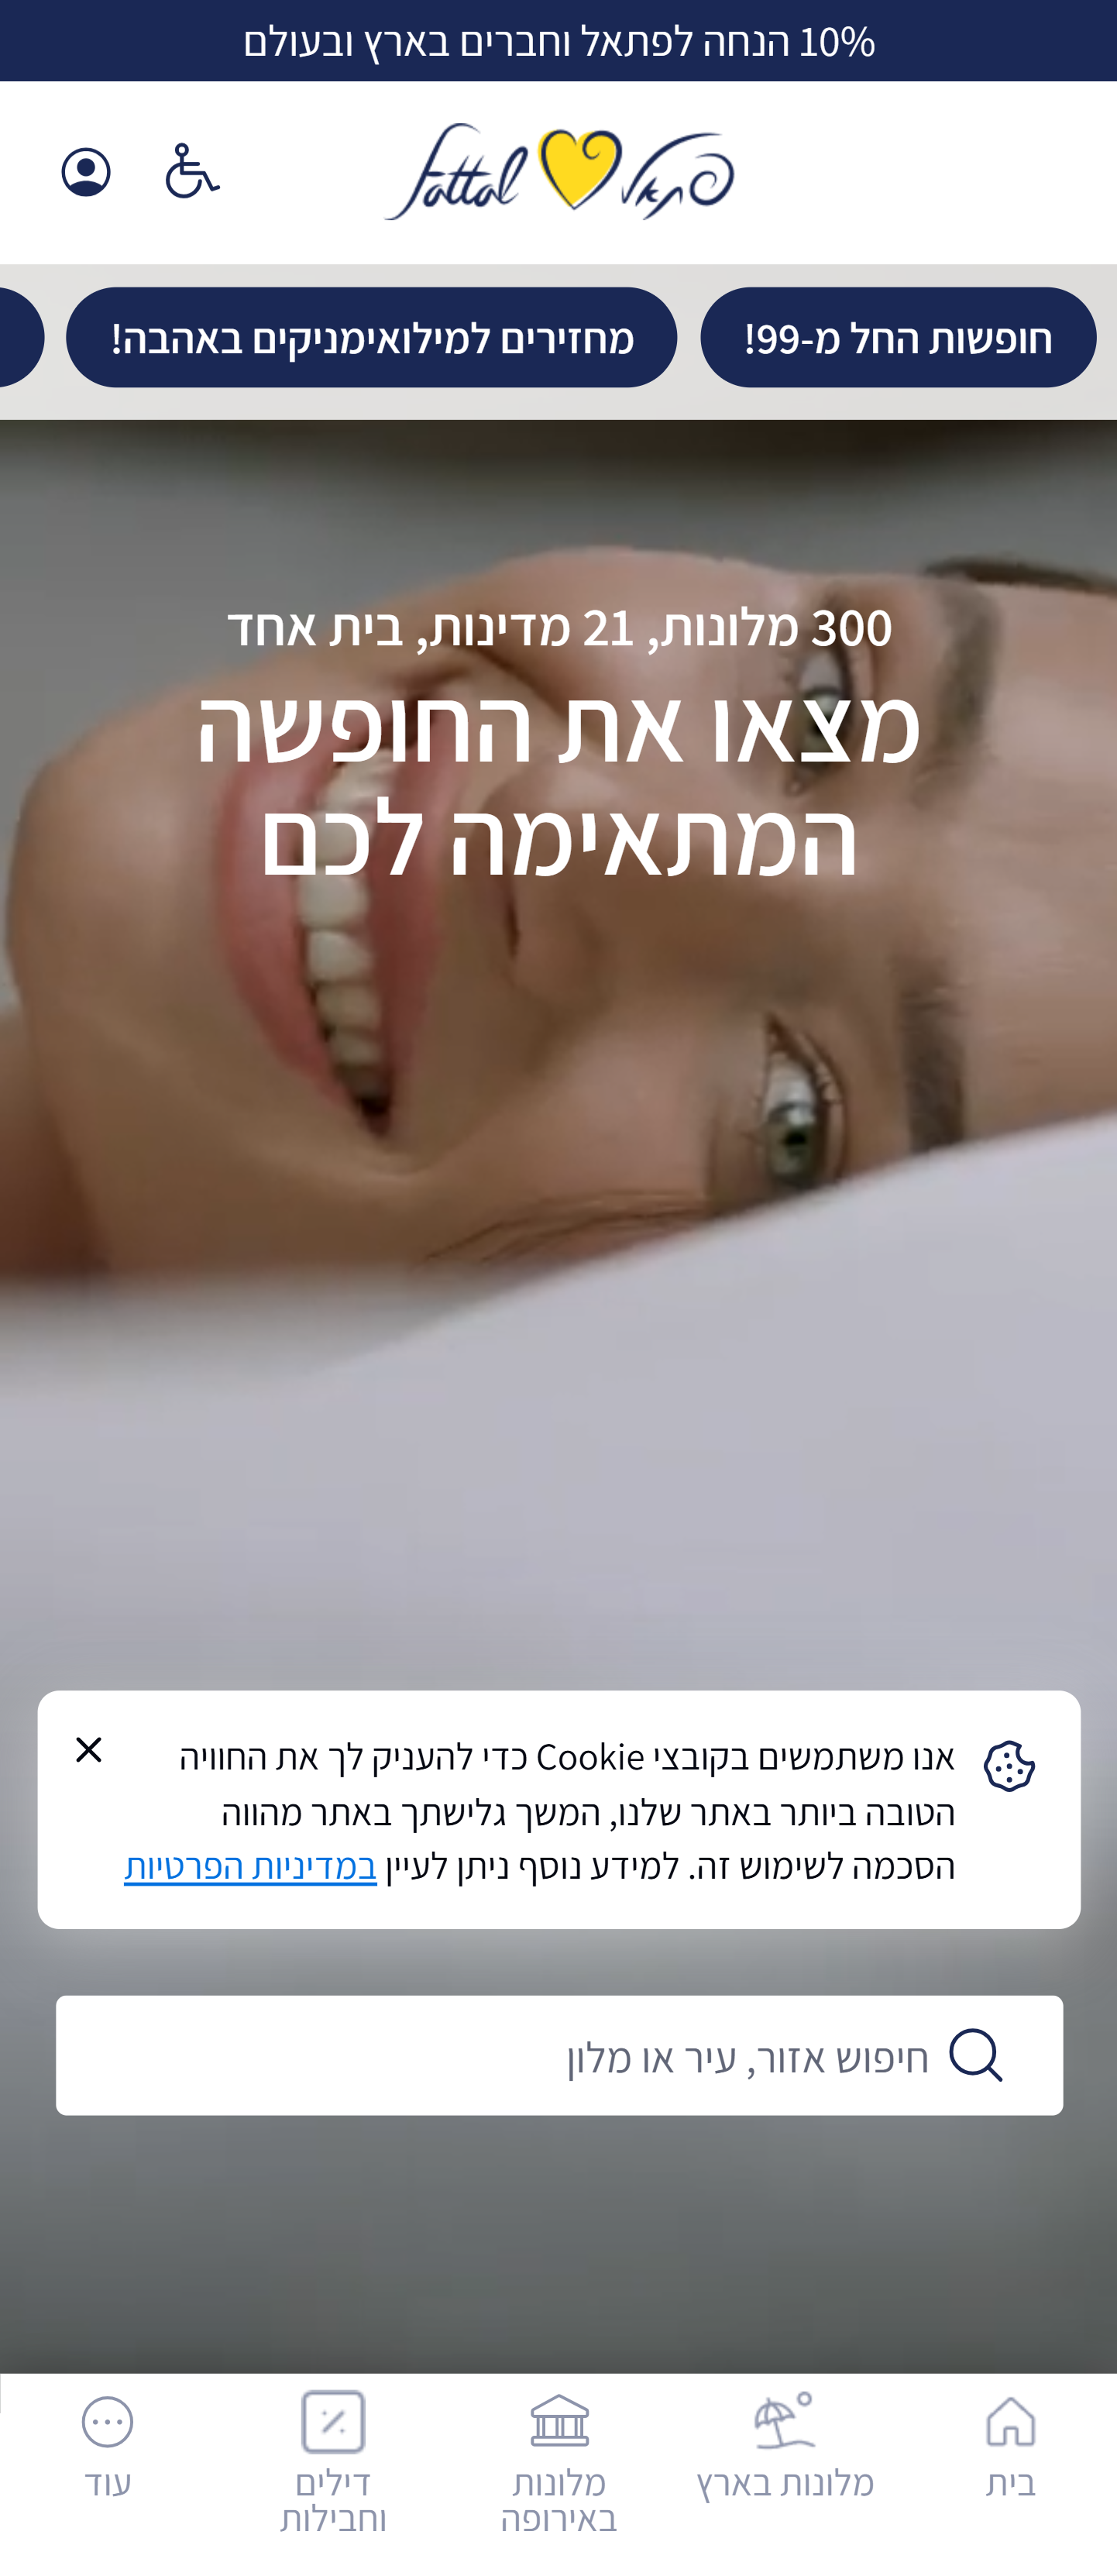 10% הנחה לפתאל וחברים בארץ ובעולם
פתאל Fattal
חופשות החל מ-99!
מחזירים למילואימניקים באהבה!
300 מלונות, 21 מדינות, בית אחד
מצאו את החופשה
המתאימה לכם
אנו משתמשים בקובצי Cookie כדי להעניק לך את החוויה
הטובה ביותר באתר שלנו, המשך גלישתך באתר מהווה
הסכמה לשימוש זה. למידע נוסף ניתן לעיין במדיניות הפרטיות
חיפוש אזור, עיר או מלון
בית
מלונות בארץ
מלונות
באירופה
דילים
וחבילות
עוד